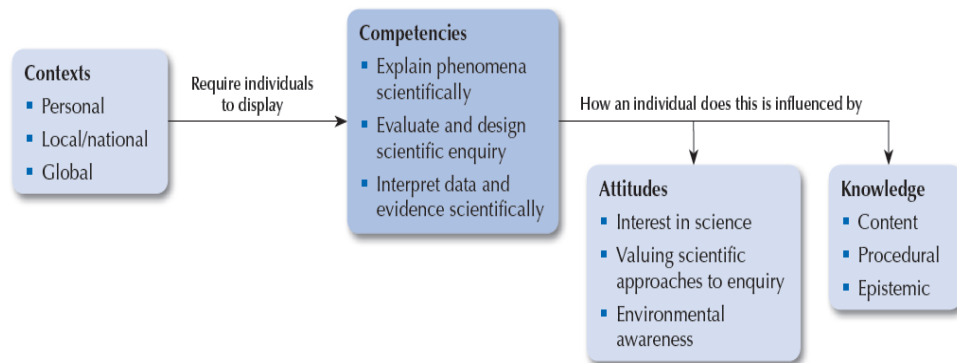 Contexts
▪ Personal
▪ Local/national
▪ Global
Require individuals
to display
Competencies
▪ Explain phenomena
scientifically
▪ Evaluate and design
scientific enquiry
▪ Interpret data and
evidence scientifically
How an individual does this is influenced by
Attitudes
▪ Interest in science
▪ Valuing scientific
approaches to enquiry
▪ Environmental
awareness
Knowledge
▪ Content
▪ Procedural
▪ Epistemic